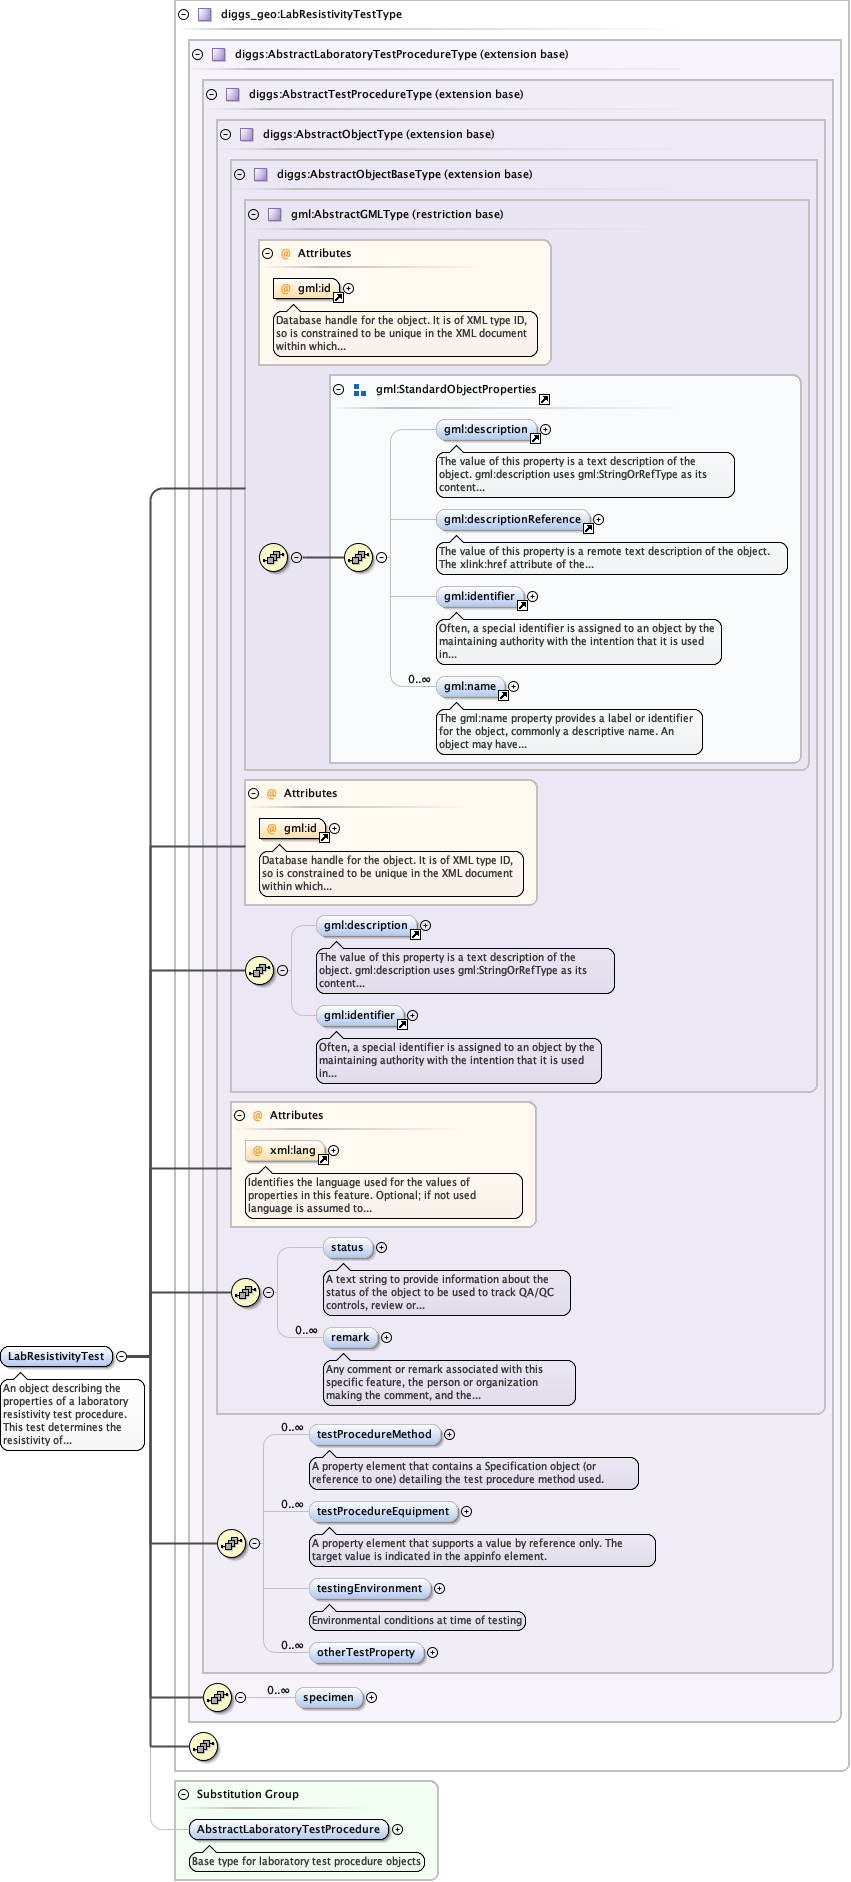 diggs_geo:LabResistivityTestType
diggs:AbstractLaboratoryTestProcedureType (extension base)
diggs:AbstractTestProcedureType (extension base)
diggs:AbstractObjectType (extension base)
diggs:AbstractObjectBaseType (extension base)
gml:AbstractGMLType (restriction base)
@ Attributes
@ gml:id
Database handle for the object. It is of XML type ID,
so is constrained to be unique in the XML document
within which...
gml:StandardObjectProperties
gml:description
The value of this property is a text description of the
object. gml:description uses gml:StringOrRefType as its
content...
gml:descriptionReference
The value of this property is a remote text description of the object.
The xlink:href attribute of the...
gml:identifier
Often, a special identifier is assigned to an object by the
maintaining authority with the intention that it is used
in...
0..∞
gml:name
The gml:name property provides a label or identifier
for the object, commonly a descriptive name. An
object may have...
@ Attributes
@ gml:id
Database handle for the object. It is of XML type ID,
so is constrained to be unique in the XML document
within which...
gml:description
The value of this property is a text description of the
object. gml:description uses gml:StringOrRefType as its
content...
gml:identifier
Often, a special identifier is assigned to an object by the
maintaining authority with the intention that it is used
in...
@ Attributes
@ xml:lang
Identifies the language used for the values of
properties in this feature. Optional; if not used
language is assumed to...
status
A text string to provide information about the
status of the object to be used to track QA/QC
controls, review or...
0..∞
remark
Any comment or remark associated with this
specific feature, the person or organization
making the comment, and the...
LabResistivityTest
An object describing the
properties of a laboratory
resistivity test procedure.
This test determines the
resistivity of...
0..∞
testProcedureMethod
A property element that contains a Specification object (or
reference to one) detailing the test procedure method used.
0..∞
testProcedureEquipment
A property element that supports a value by reference only. The
target value is indicated in the appinfo element.
testingEnvironment
Environmental conditions at time of testing
0..∞
otherTestProperty
0..∞
specimen
Substitution Group
AbstractLaboratoryTestProcedure
Base type for laboratory test procedure objects